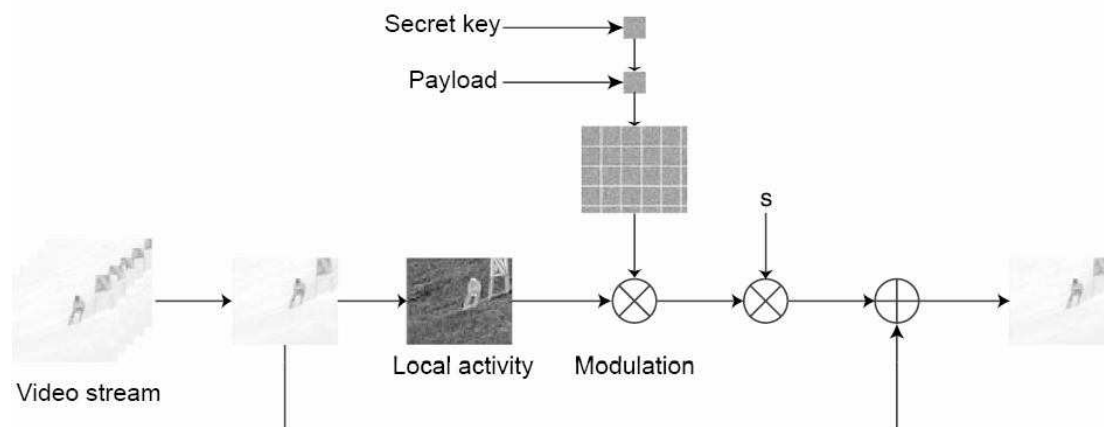 Secret key
Payload
s
Local activity
Modulation
Video stream